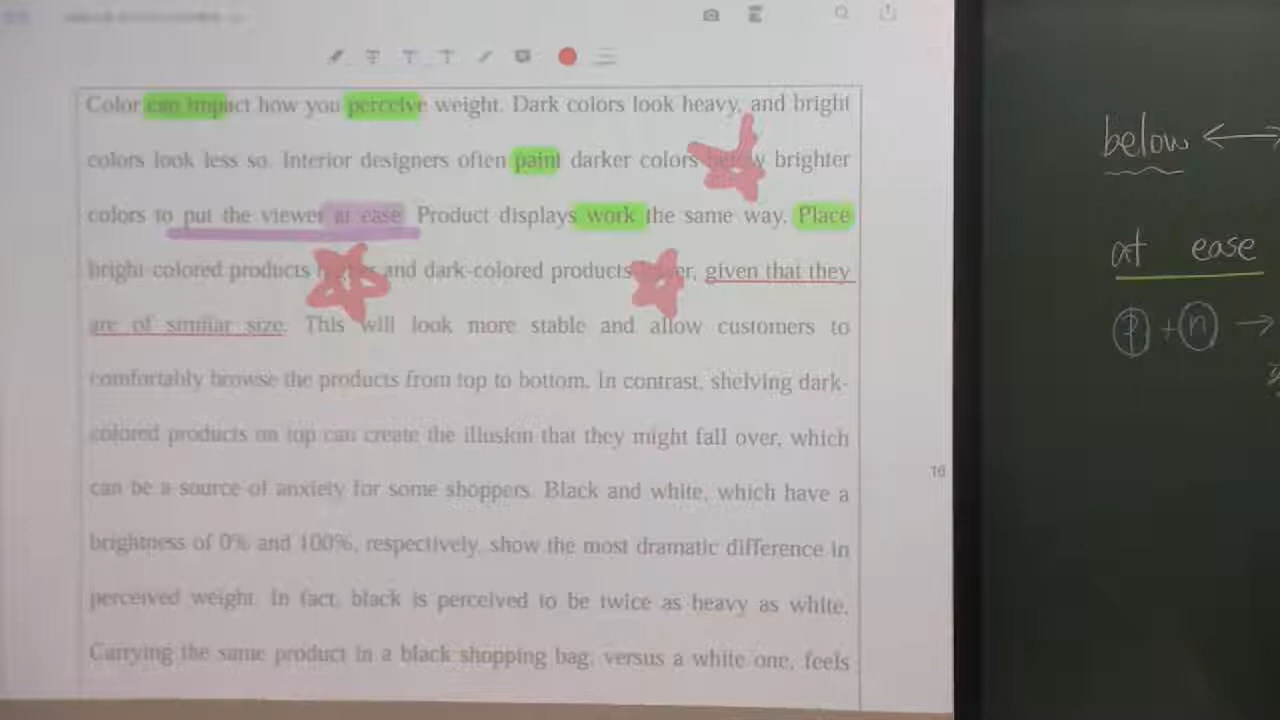 Color can impact how you perceive weight. Dark colors look heavy, and bright
colors look less so. Interior designers often paint darker colors below brighter
colors to put the viewer at ease. Product displays work the same way. Place
bright-colored products and dark-colored products lower, given that they
are of similar size. This will look more stable and allow customers to
comfortably browse the products from top to bottom. In contrast, shelving dark-
colored products on top can create the illusion that they might fall over, which
can be a source of anxiety for some shoppers. Black and white, which have a
brightness of 0% and 100%, respectively, show the most dramatic difference in
perceived weight. In fact, black is perceived to be twice as heavy as white.
Carrying the same product in a black shopping bag, versus a white one, feels
16
below ←→
at ease
p + n →